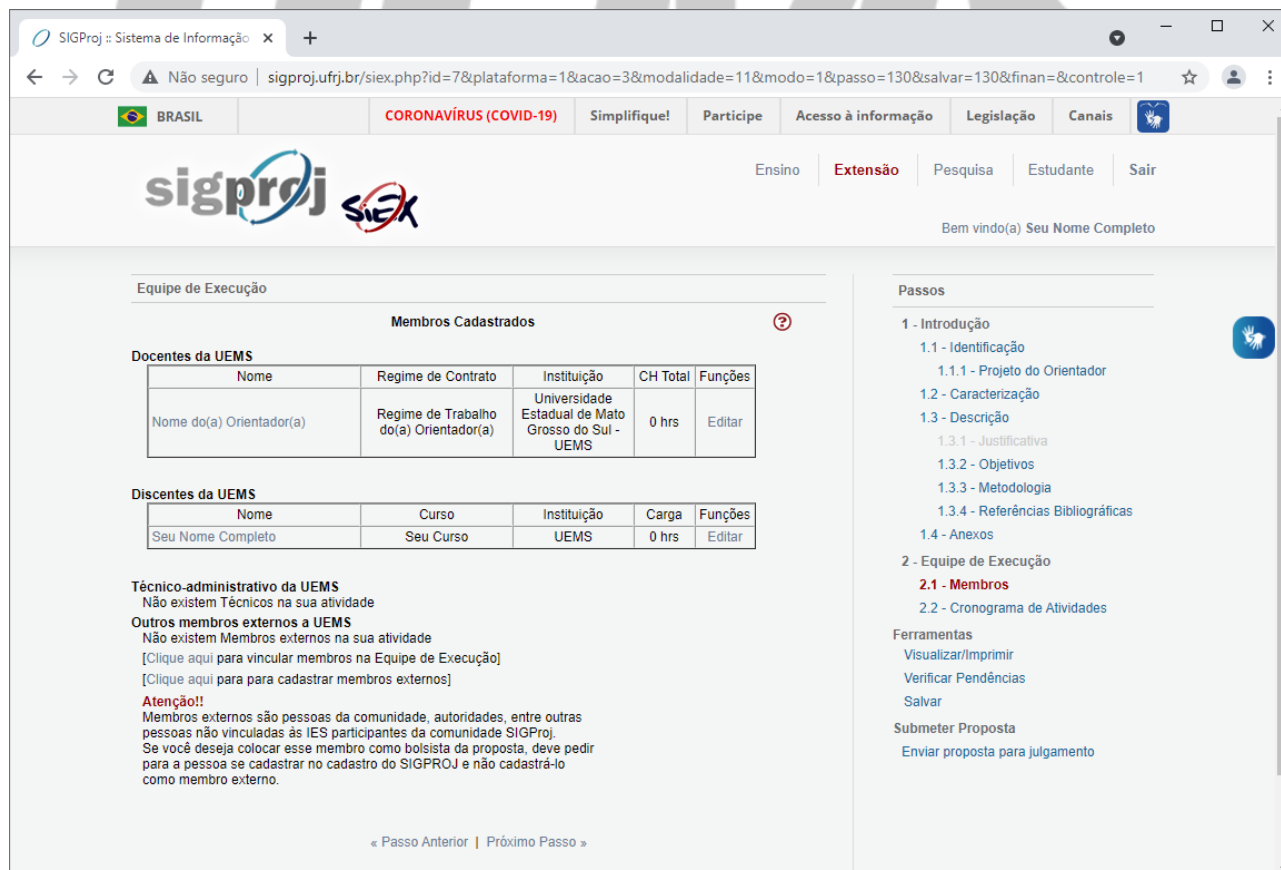 SIGProj :: Sistema de Informação
Não seguro | sigproj.ufrj.br/siex.php?id=7&plataforma=1&acao=3&modalidade=11&modo=1&passo=130&salvar=130&finan=&controle=1
BRASIL CORONAVÍRUS (COVID-19) Simplifique! Participe Acesso à informação Legislação Canais
sigproj SiEX
Ensino Extensão Pesquisa Estudante Sair
Bem vindo(a) Seu Nome Completo
Equipe de Execução
Membros Cadastrados
Docentes da UEMS
Nome Regime de Contrato Instituição CH Total Funções
Nome do(a) Orientador(a) Regime de Trabalho do(a) Orientador(a) Universidade Estadual de Mato Grosso do Sul - UEMS 0 hrs Editar
Discentes da UEMS
Nome Curso Instituição Carga Funções
Seu Nome Completo Seu Curso UEMS 0 hrs Editar
Técnico-administrativo da UEMS
Não existem Técnicos na sua atividade
Outros membros externos a UEMS
Não existem Membros externos na sua atividade
[Clique aqui para vincular membros na Equipe de Execução]
[Clique aqui para para cadastrar membros externos]
Atenção!!
Membros externos são pessoas da comunidade, autoridades, entre outras
pessoas não vinculadas às IES participantes da comunidade SIGProj.
Se você deseja colocar esse membro como bolsista da proposta, deve pedir
para a pessoa se cadastrar no cadastro do SIGPROJ e não cadastrá-lo
como membro externo.
« Passo Anterior | Próximo Passo »
Passos
1 - Introdução
1.1 - Identificação
1.1.1 - Projeto do Orientador
1.2 - Caracterização
1.3 - Descrição
1.3.1 - Justificativa
1.3.2 - Objetivos
1.3.3 - Metodologia
1.3.4 - Referências Bibliográficas
1.4 - Anexos
2 - Equipe de Execução
2.1 - Membros
2.2 - Cronograma de Atividades
Ferramentas
Visualizar/Imprimir
Verificar Pendências
Salvar
Submeter Proposta
Enviar proposta para julgamento